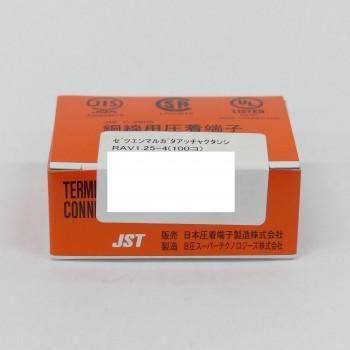 JIS
JSA
SR
UL
LISTED
銅線用圧着端子
ゼツエンマルガタアッチャクタンシ
RAV1.25-4(100コ)
TERM
CONN
JST
販売 日本圧着端子製造株式会社
製造 日圧スーパーテクノロジーズ株式会社